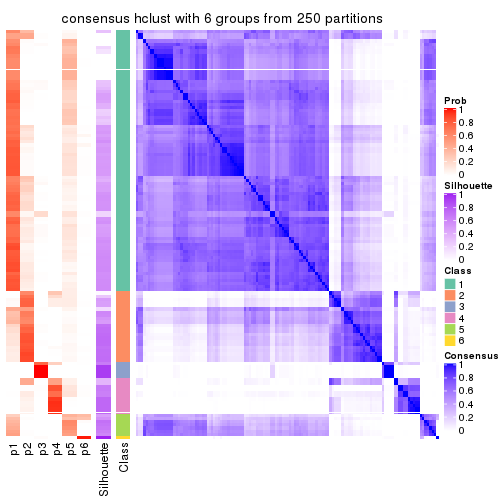 consensus hclust with 6 groups from 250 partitions
Prob
1
0.8
0.6
0.4
0.2
0
Silhouette
1
0.8
0.6
0.4
0.2
0
Class
1
2
3
4
5
6
Consensus
1
0.8
0.6
0.4
0.2
0
p1
p2
p3
p4
p5
p6
Silhouette
Class